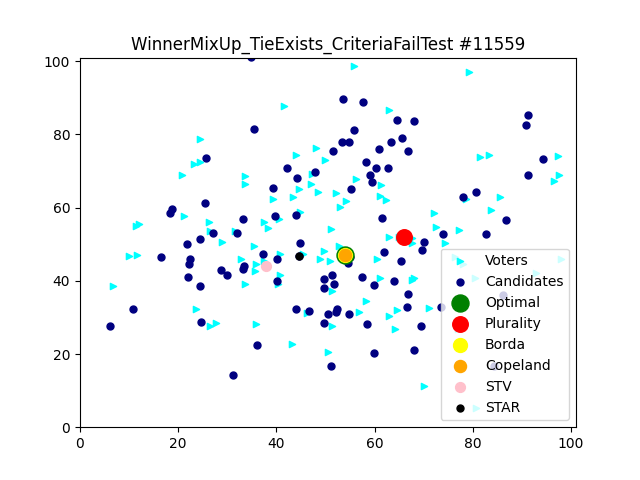 WinnerMixUp_TieExists_CriteriaFailTest #11559
100
80
60
40
20
0
0
20
40
60
80
100
Voters
Candidates
Optimal
Plurality
Borda
Copeland
STV
STAR